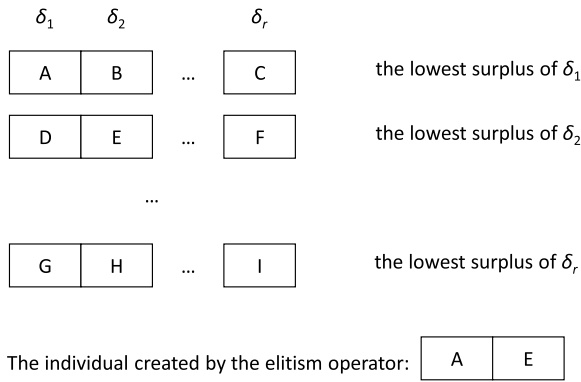 δ1 δ2 δr
A B ... C the lowest surplus of δ1
D E ... F the lowest surplus of δ2
...
G H ... I the lowest surplus of δr
The individual created by the elitism operator: A E